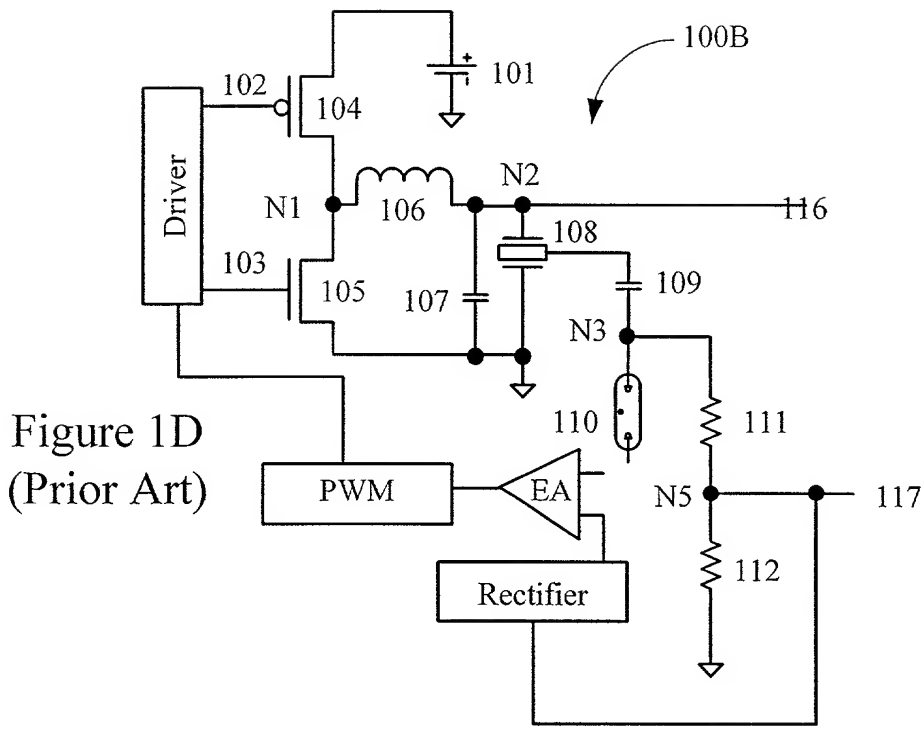 100B
102
+
101
-
104
Driver
N1
106
N2
116
108
103
105
107
109
N3
Figure 1D
(Prior Art)
110
111
PWM
EA
N5
117
112
Rectifier